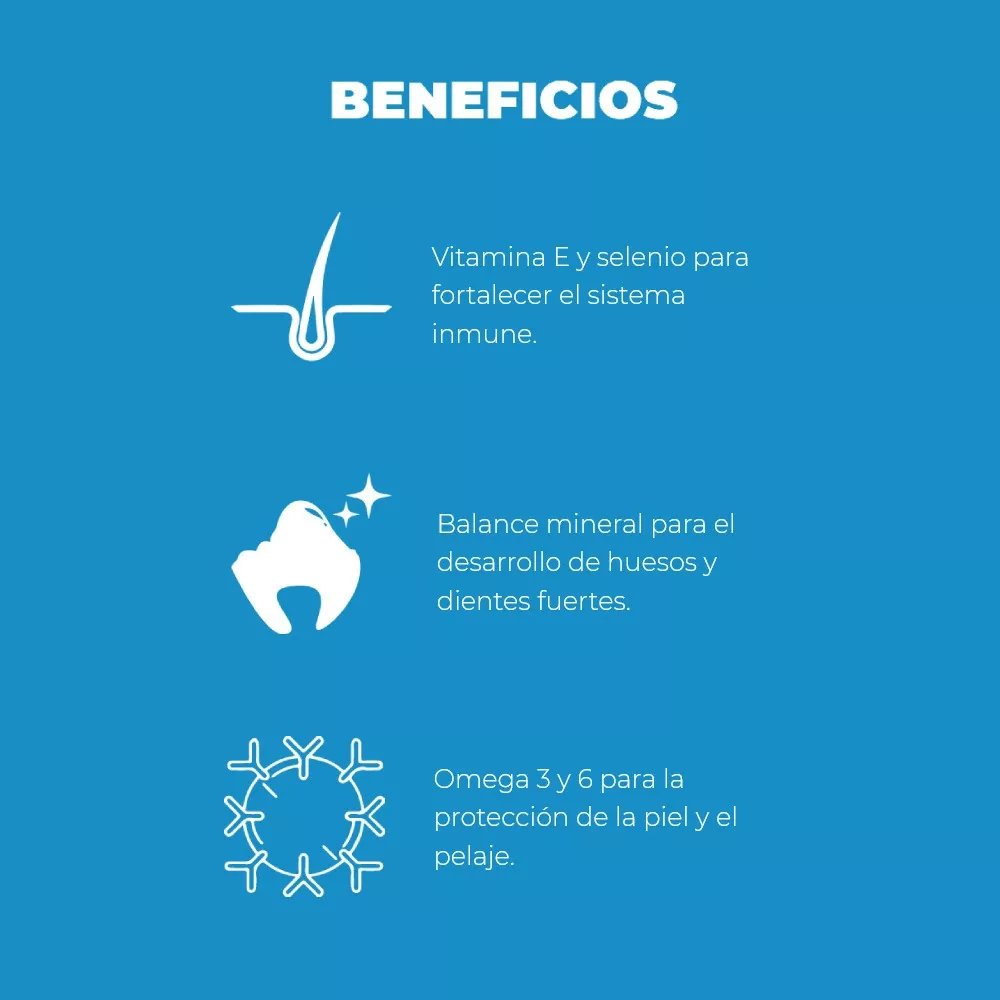 BENEFICIOS
Vitamina E y selenio para
fortalecer el sistema
inmune.
Balance mineral para el
desarrollo de huesos y
dientes fuertes.
Omega 3 y 6 para la
protección de la piel y el
pelaje.